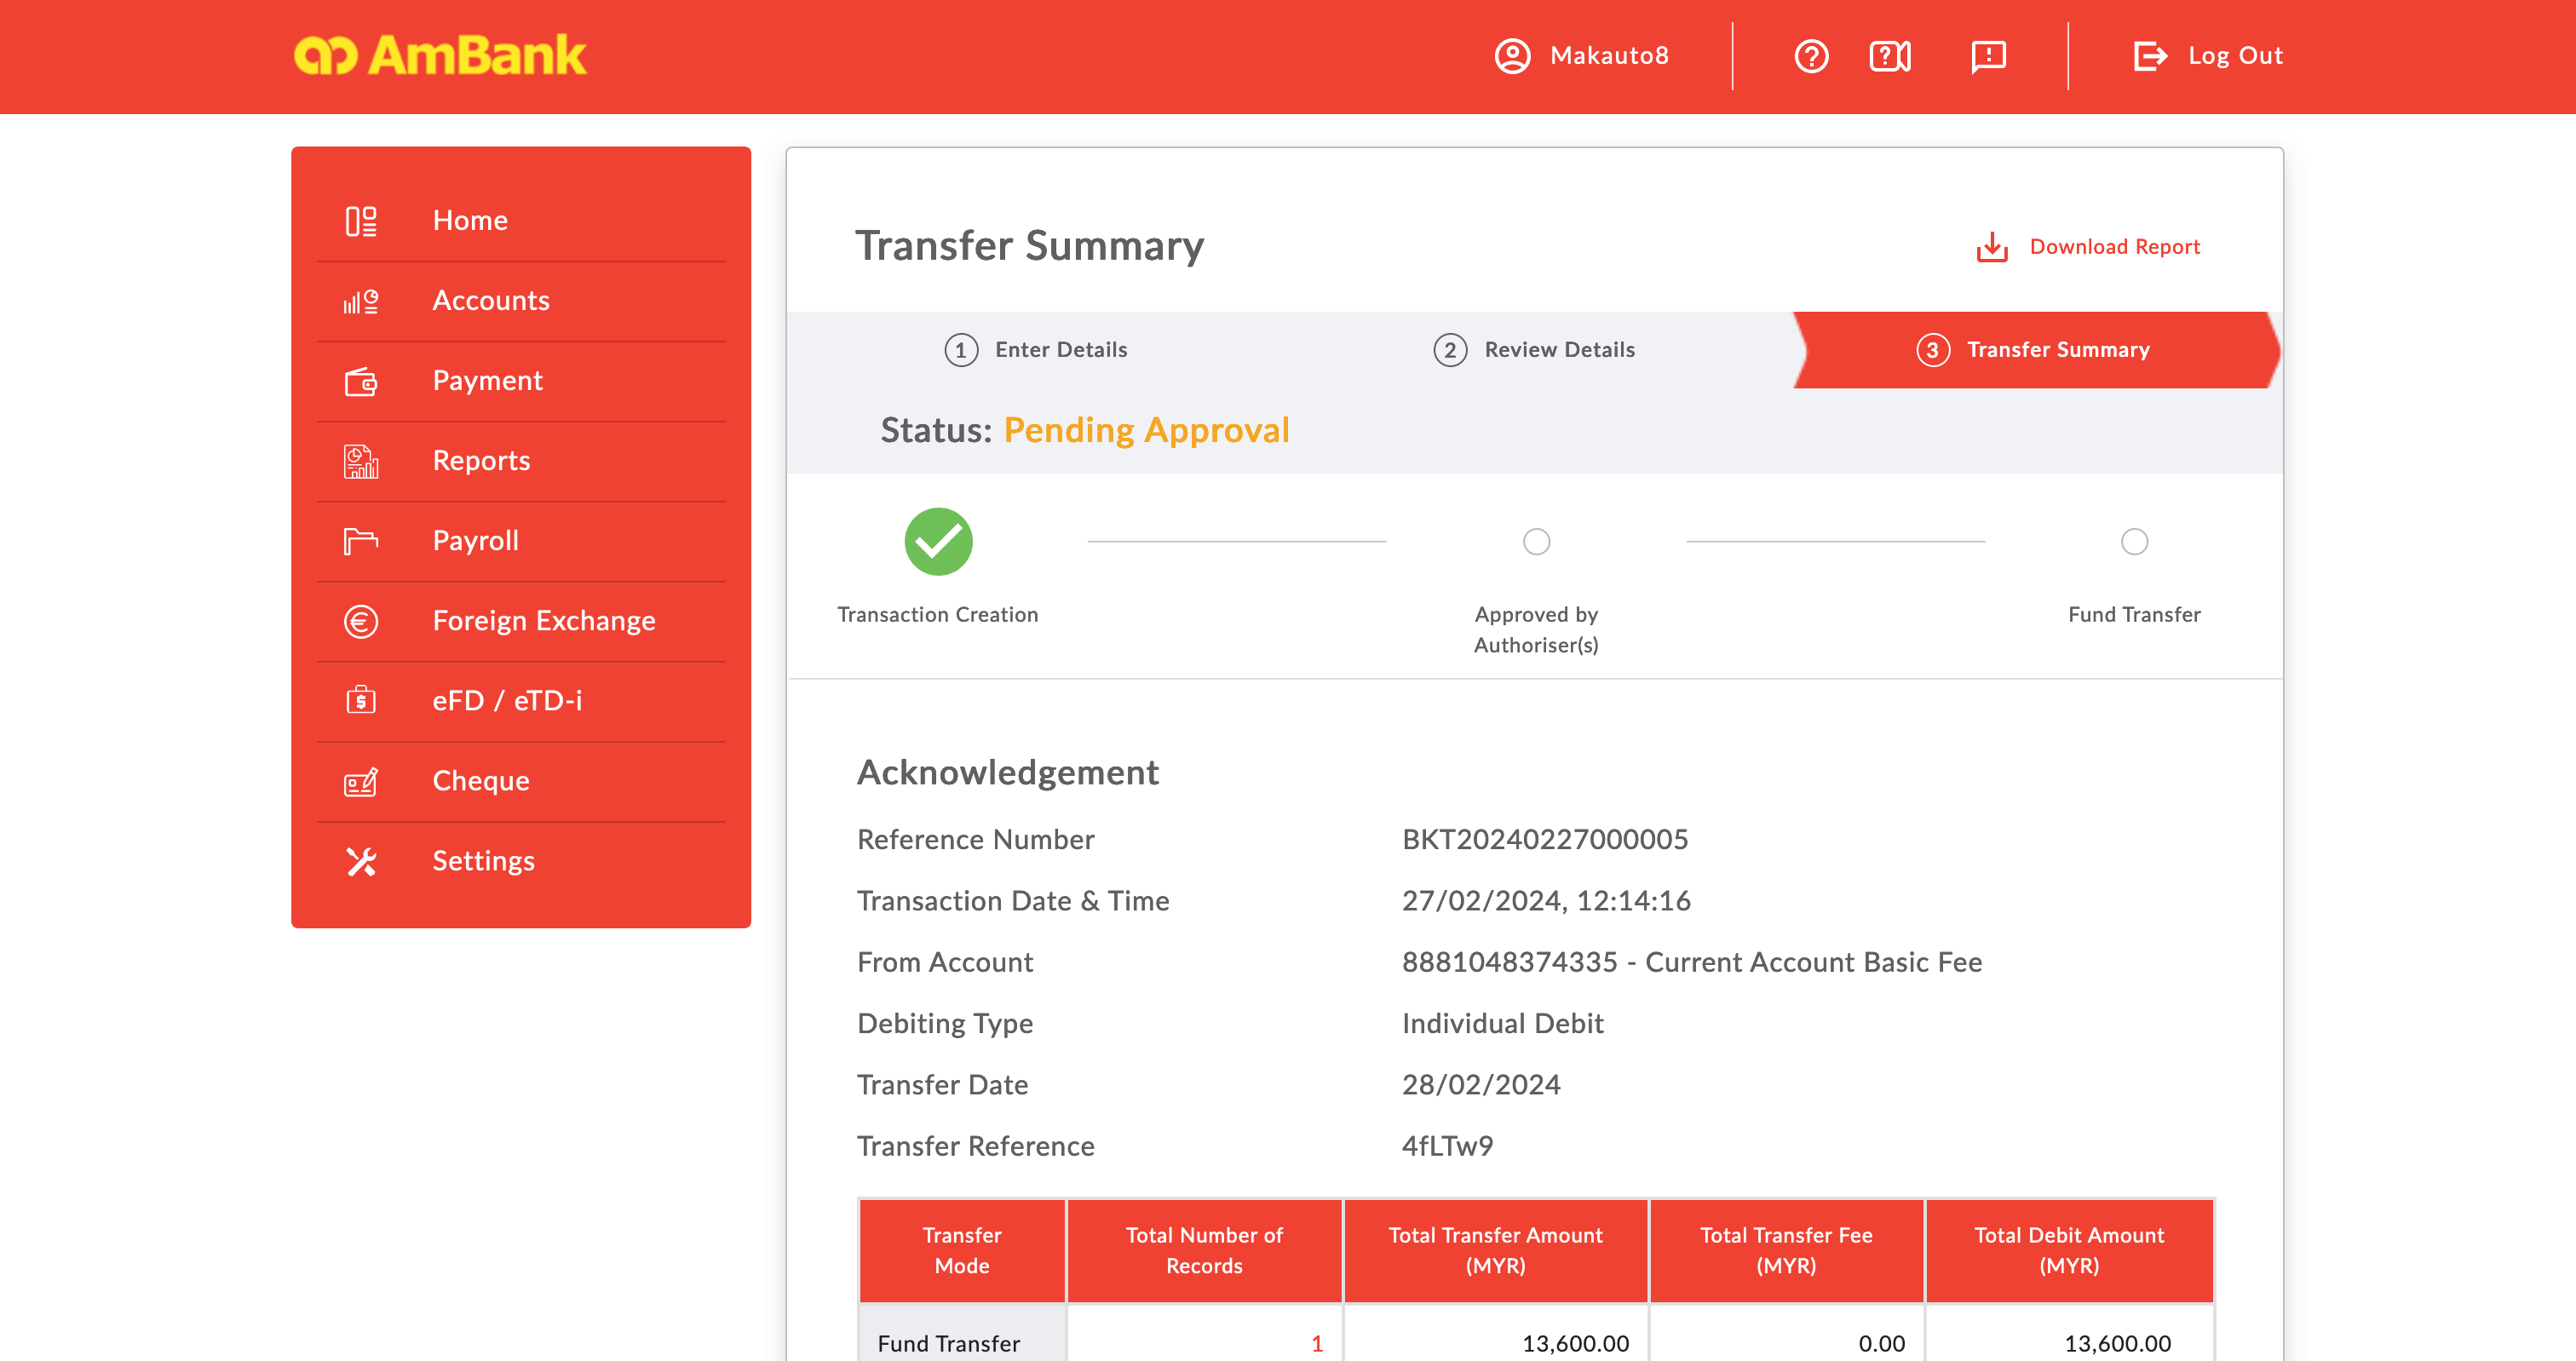 AmBank
Makauto8
Log Out
Home
Accounts
Payment
Reports
Payroll
Foreign Exchange
eFD / eTD-i
Cheque
Settings
Transfer Summary
Download Report
1 Enter Details
2 Review Details
3 Transfer Summary
Status: Pending Approval
Transaction Creation
Approved by
Authoriser(s)
Fund Transfer
Acknowledgement
Reference Number BKT20240227000005
Transaction Date & Time 27/02/2024, 12:14:16
From Account 8881048374335 - Current Account Basic Fee
Debiting Type Individual Debit
Transfer Date 28/02/2024
Transfer Reference 4fLTw9
Transfer Mode Total Number of Records Total Transfer Amount (MYR) Total Transfer Fee (MYR) Total Debit Amount (MYR)
Fund Transfer 1 13,600.00 0.00 13,600.00